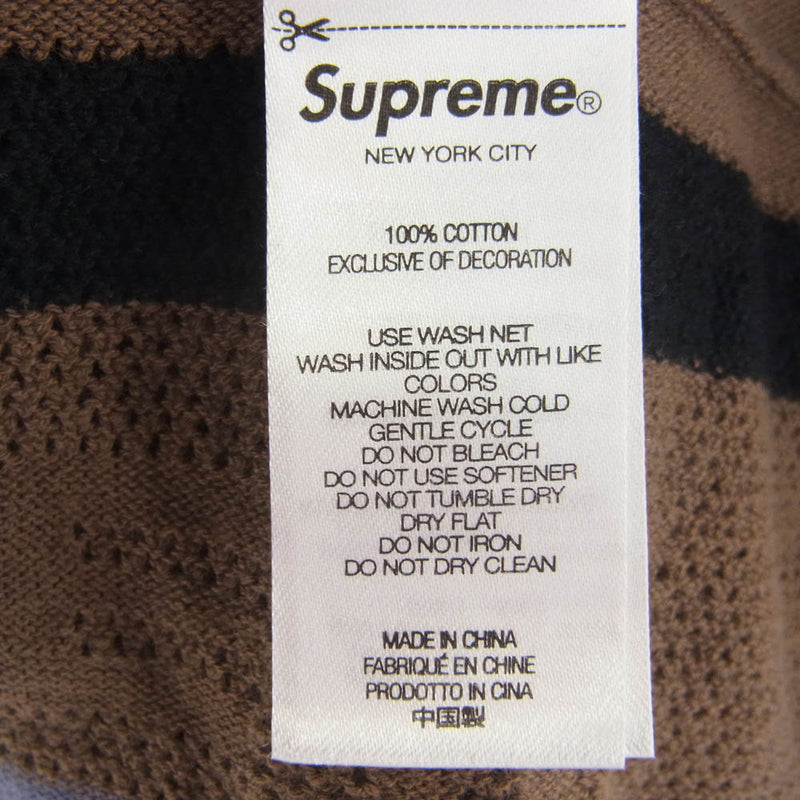 Supreme®
NEW YORK CITY
100% COTTON
EXCLUSIVE OF DECORATION
USE WASH NET
WASH INSIDE OUT WITH LIKE
COLORS
MACHINE WASH COLD
GENTLE CYCLE
DO NOT BLEACH
DO NOT USE SOFTENER
DO NOT TUMBLE DRY
DRY FLAT
DO NOT IRON
DO NOT DRY CLEAN
MADE IN CHINA
FABRIQUÉ EN CHINE
PRODOTTO IN CINA
中国製